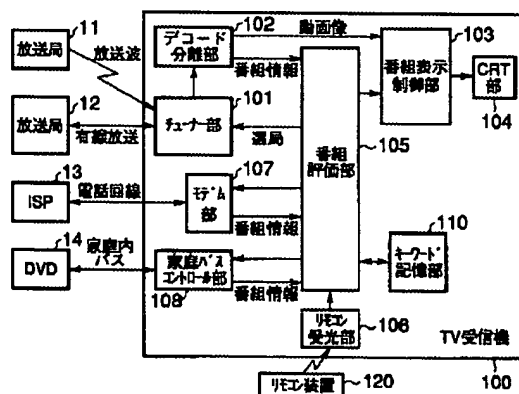 11
放送局
放送波
102
デコード
分離部
動画像
番組情報
103
番組表示
制御部
CRT
部
104
12
放送局
有線放送
101
チューナー部
選局
105
番組
評価部
13
ISP
電話回線
107
モデム
部
番組情報
110
キーワード
記憶部
14
DVD
家庭内
バス
家庭バス
コントロール部
108
番組情報
リモコン
受光部
106
TV受信機
100
リモコン装置
120